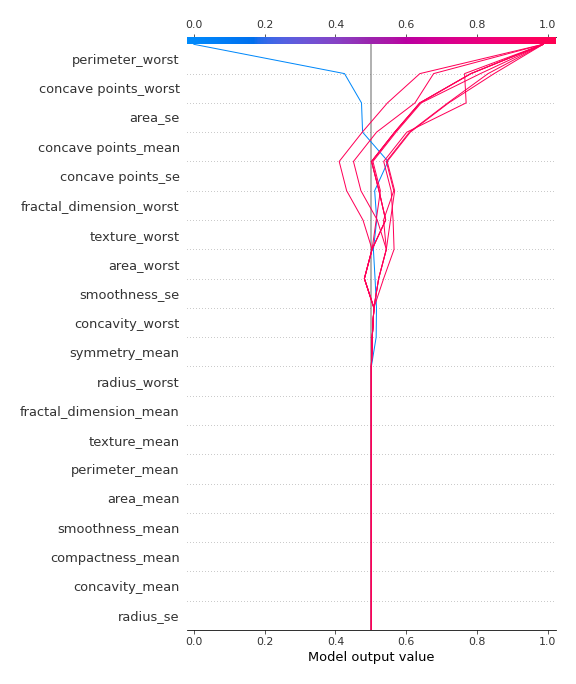 0.0 0.2 0.4 0.6 0.8 1.0
perimeter_worst
concave points_worst
area_se
concave points_mean
concave points_se
fractal_dimension_worst
texture_worst
area_worst
smoothness_se
concavity_worst
symmetry_mean
radius_worst
fractal_dimension_mean
texture_mean
perimeter_mean
area_mean
smoothness_mean
compactness_mean
concavity_mean
radius_se
0.0 0.2 0.4 0.6 0.8 1.0
Model output value